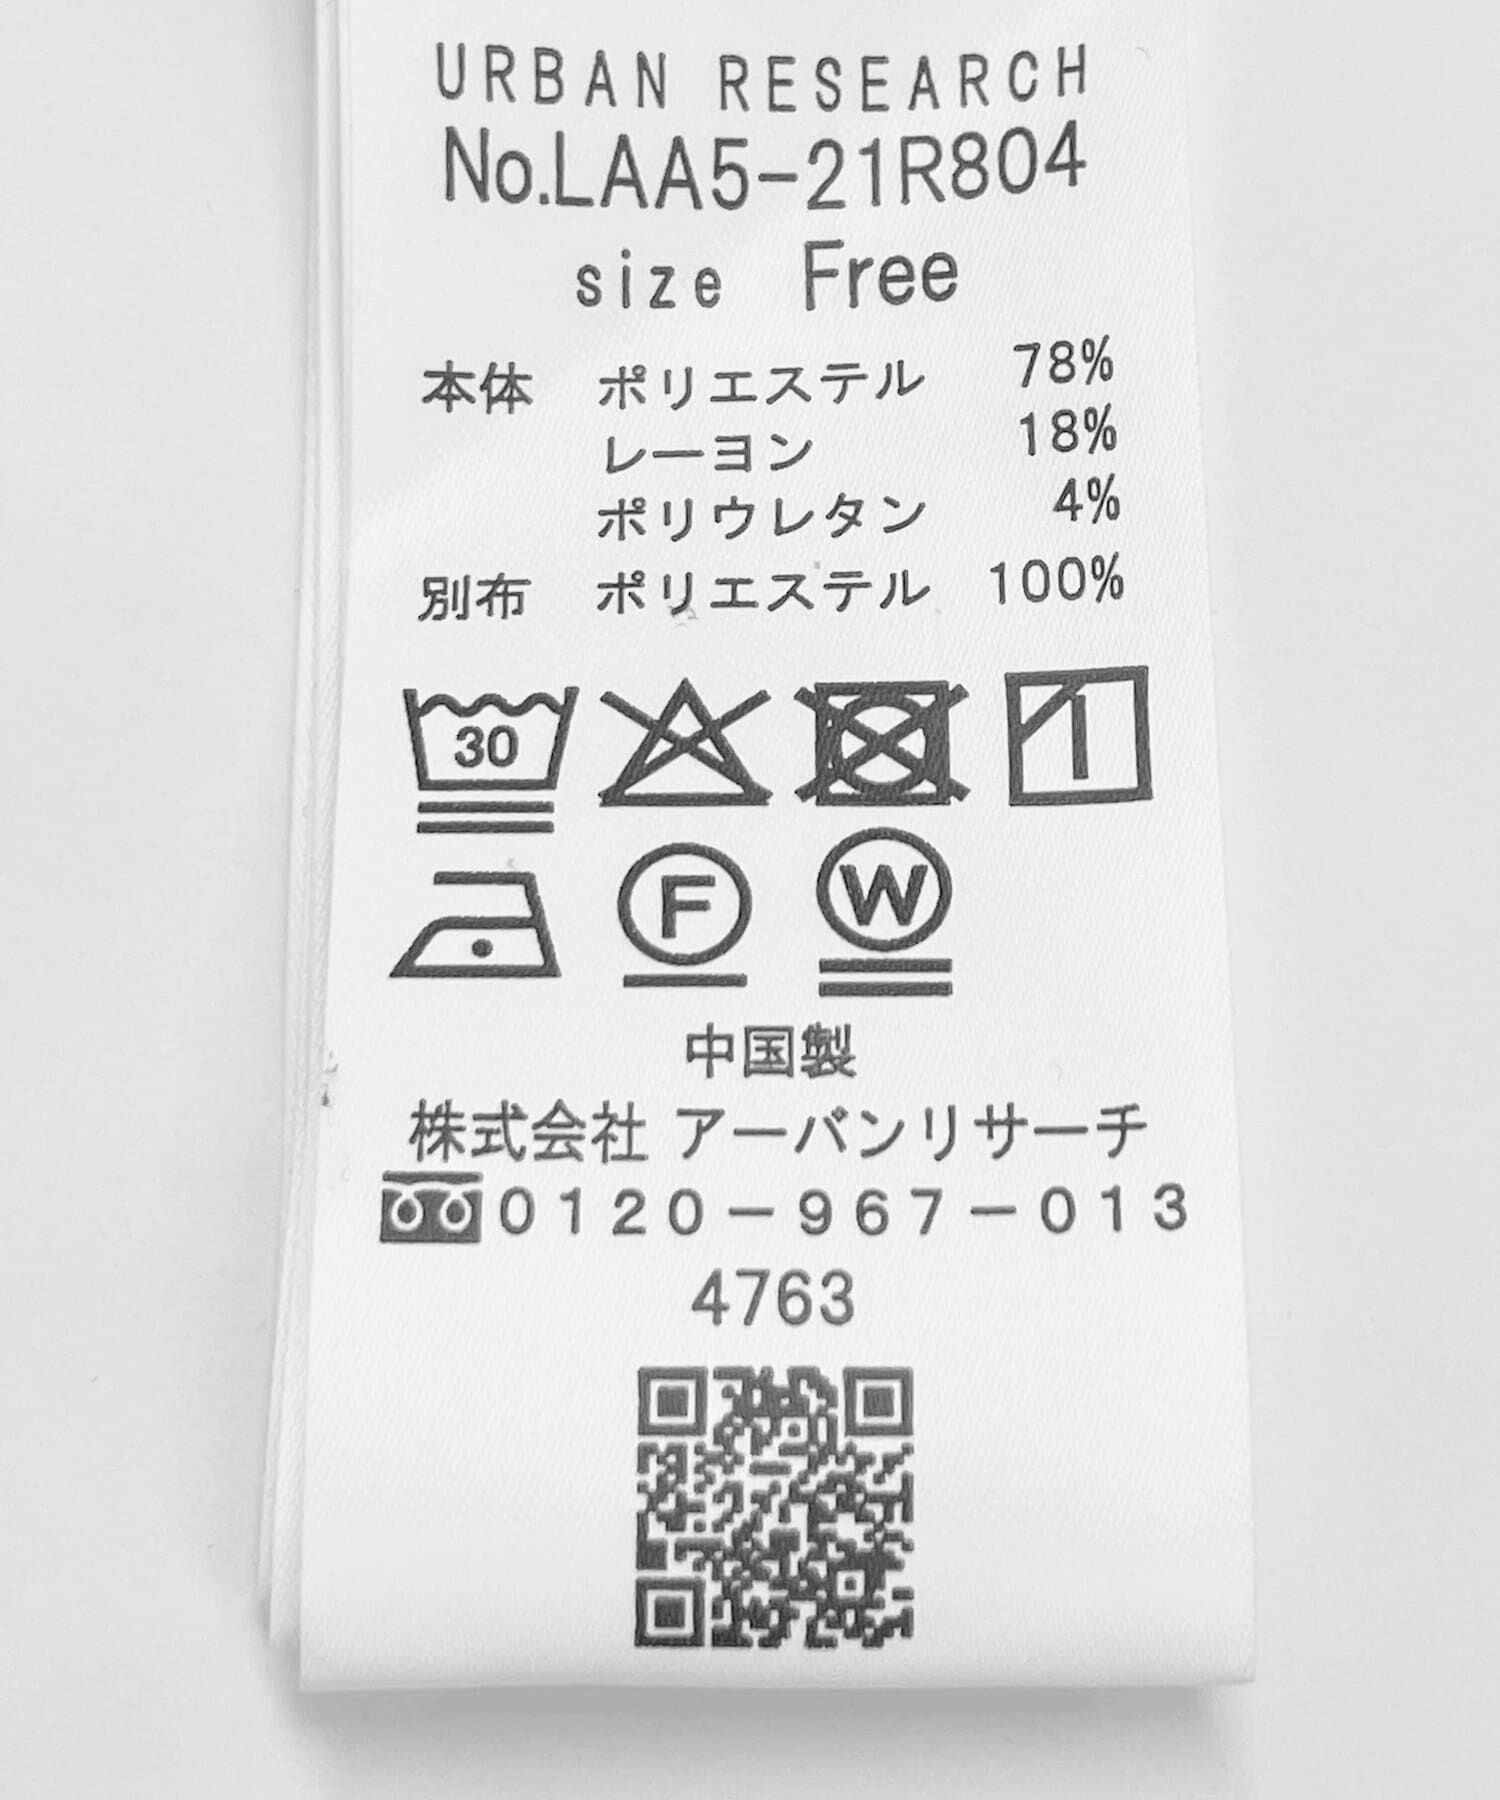 URBAN RESEARCH
No.LAA5-21R804
size Free
本体 ポリエステル 78%
レーヨン 18%
ポリウレタン 4%
別布 ポリエステル 100%
30
F W
中国製
株式会社 アーバンリサーチ
0120-967-013
4763